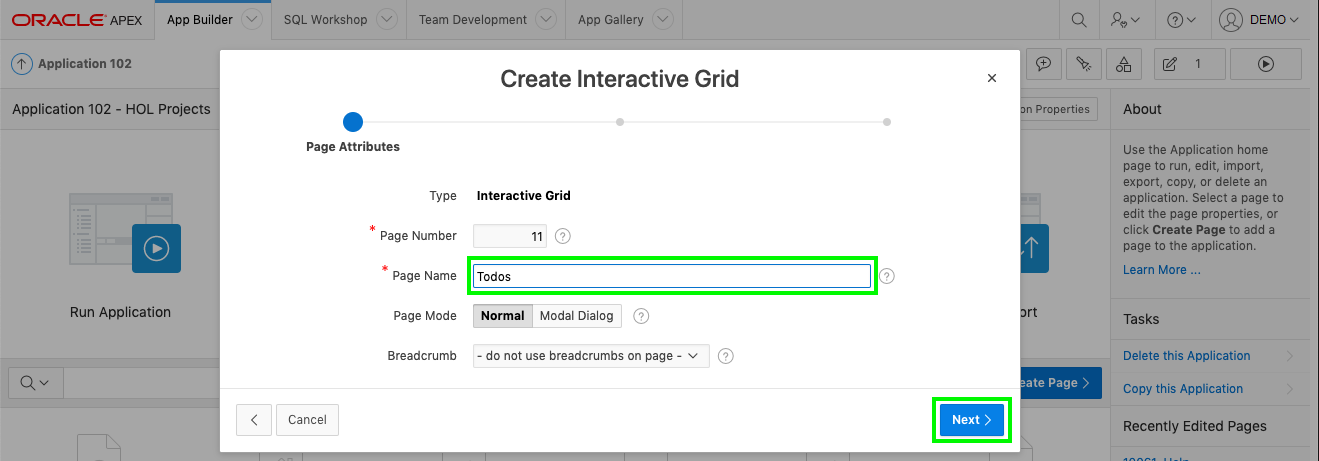 ORACLE APEX
App Builder
SQL Workshop
Team Development
App Gallery
DEMO
Application 102
1
Application 102 - HOL Projects
on Properties
Create Interactive Grid
Page Attributes
Type Interactive Grid
* Page Number 11
* Page Name Todos
Page Mode Normal Modal Dialog
Breadcrumb - do not use breadcrumbs on page -
Cancel
Next
Run Application
ort
eate Page
About
Use the Application home
page to run, edit, import,
export, copy, or delete an
application. Select a page to
edit the page properties, or
click Create Page to add a
page to the application.
Learn More ...
Tasks
Delete this Application
Copy this Application
Recently Edited Pages